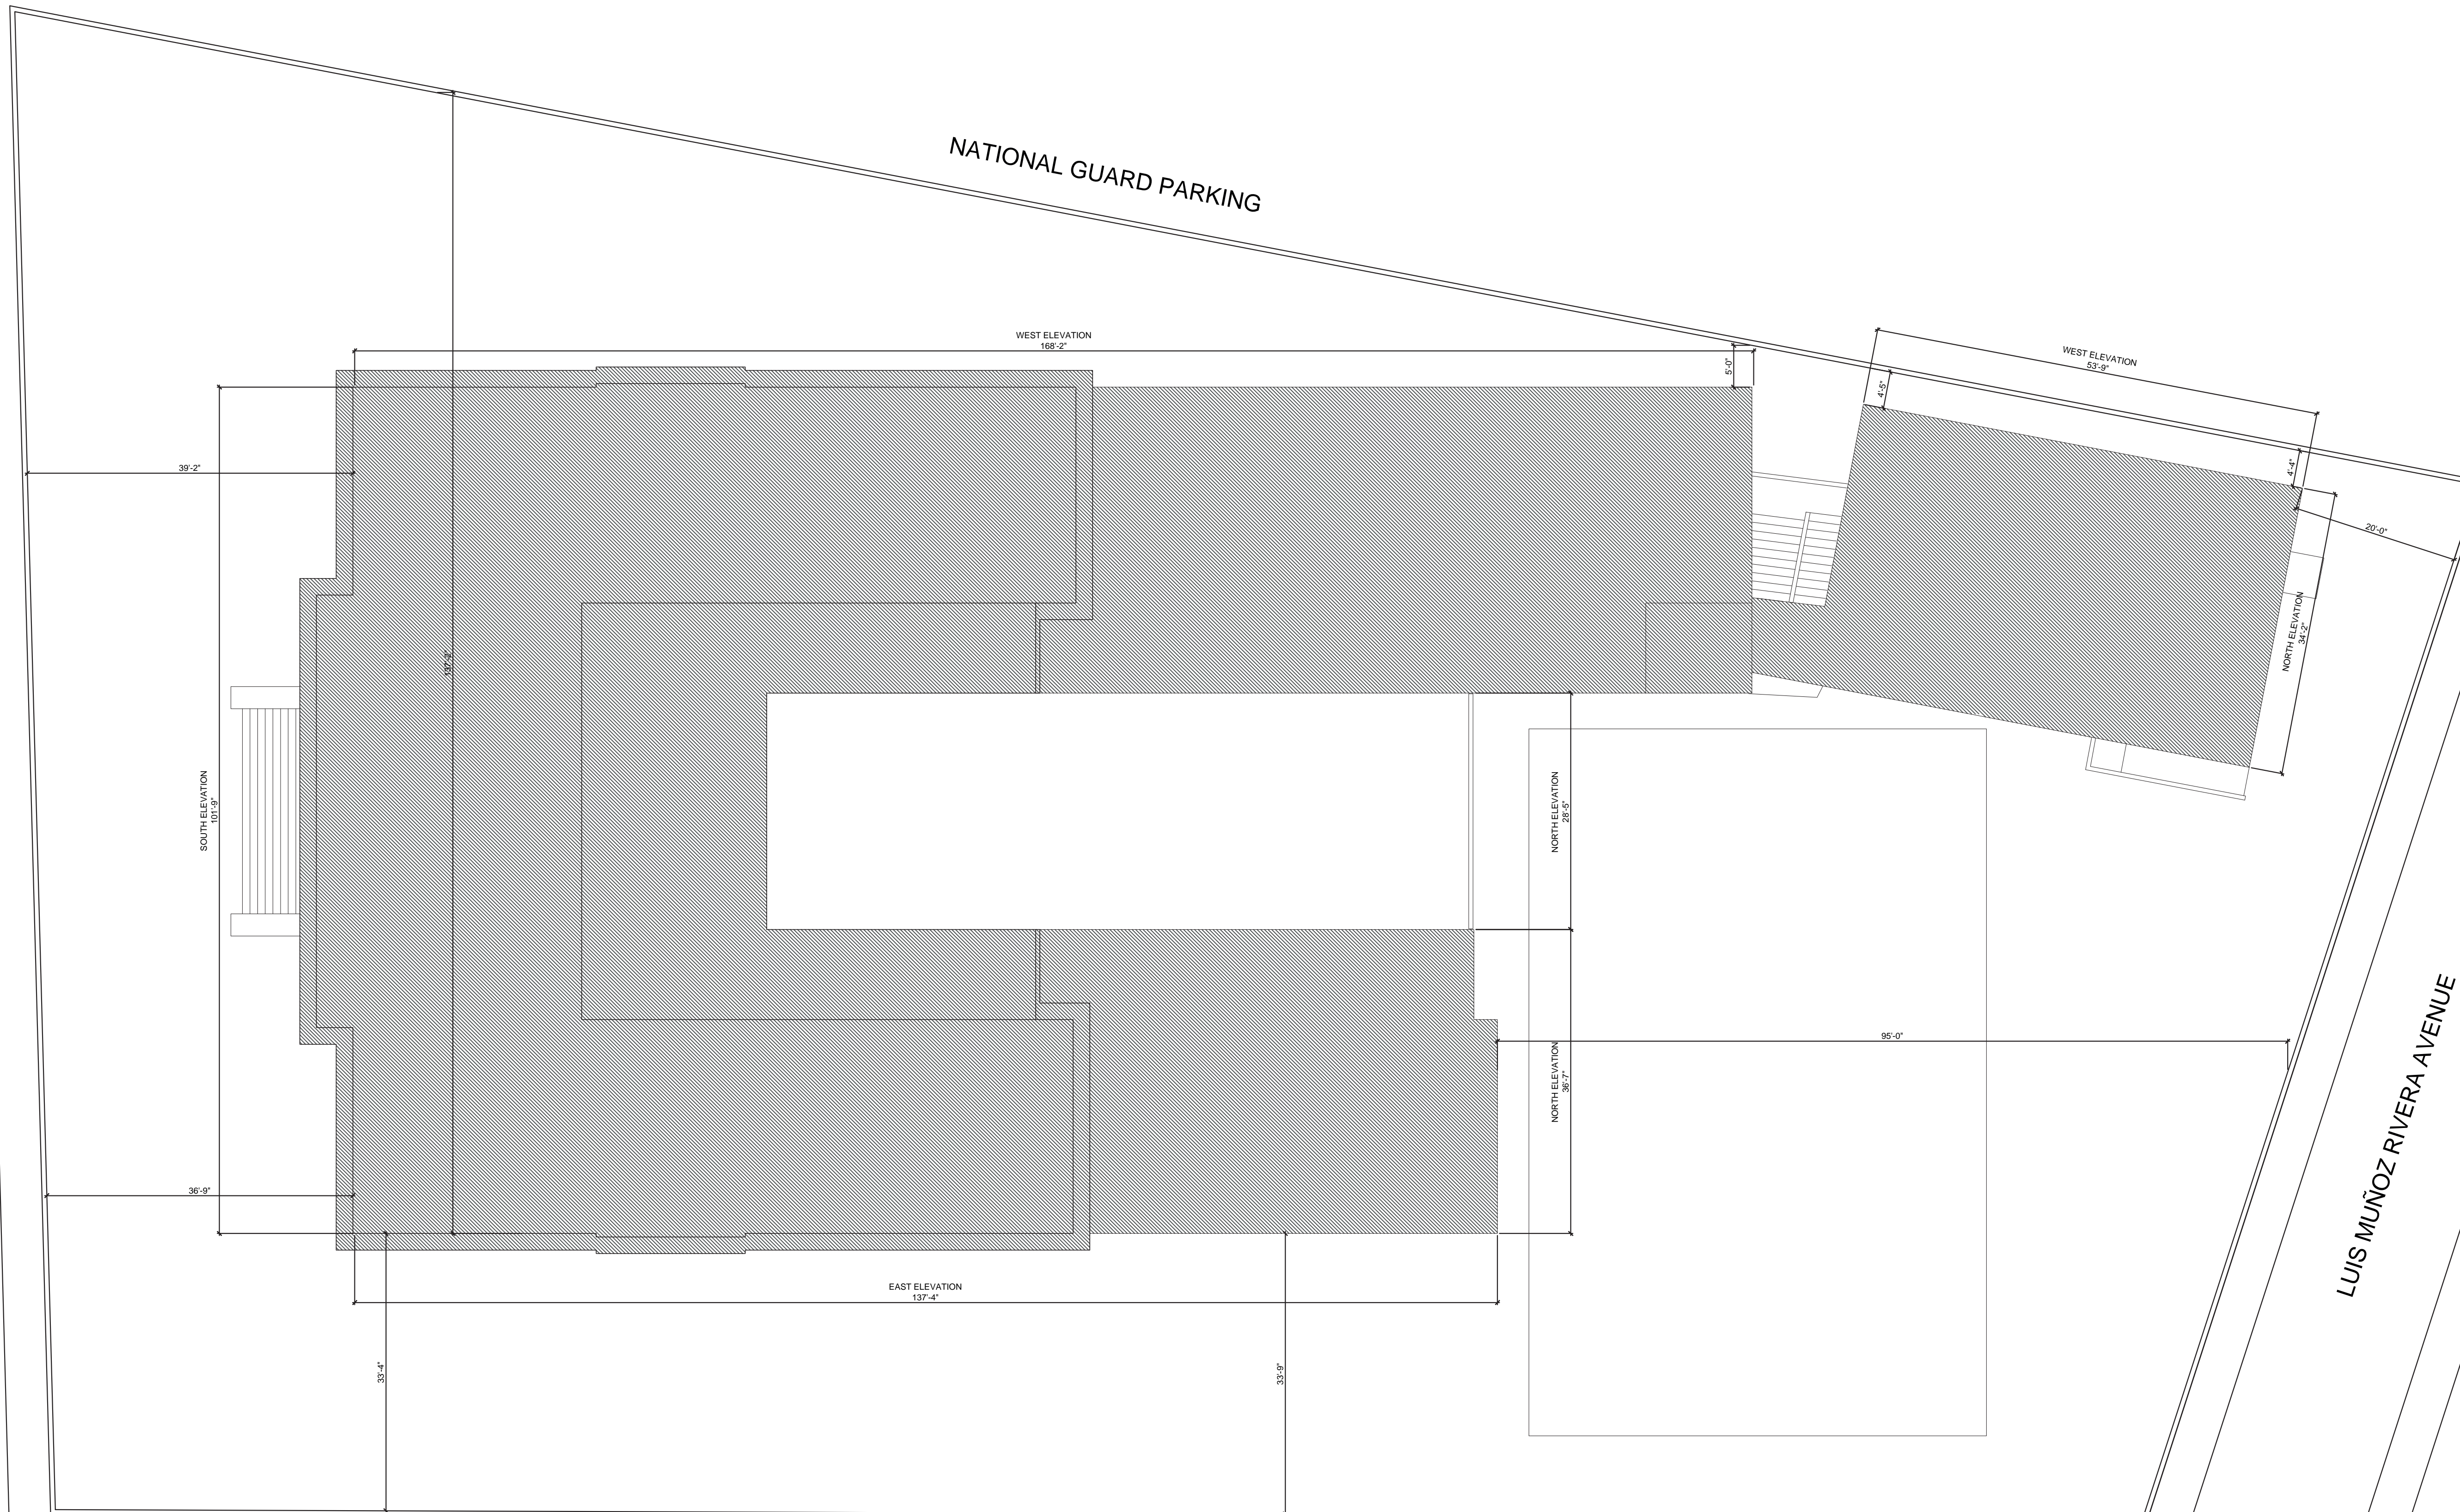 NATIONAL GUARD PARKING
WEST ELEVATION
168'-2"
5'-0"
WEST ELEVATION
53'-9"
4'-5"
4'-4"
20'-0"
39'-2"
NORTH ELEVATION
34'-2"
137'-2"
SOUTH ELEVATION
101'-9"
NORTH ELEVATION
28'-5"
95'-0"
NORTH ELEVATION
36'-7"
LUIS MUÑOZ RIVERA AVENUE
36'-9"
EAST ELEVATION
137'-4"
33'-4"
33'-9"